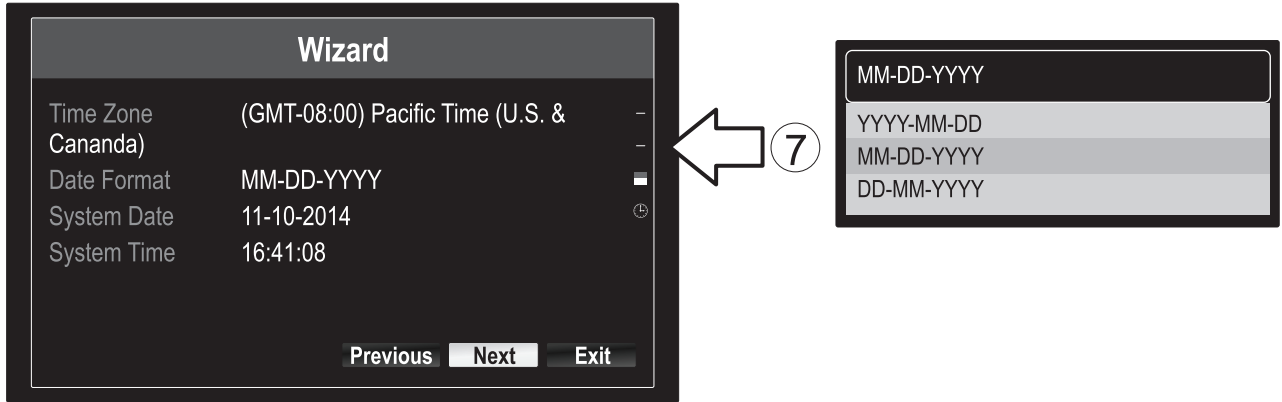 Wizard
Time Zone (GMT-08:00) Pacific Time (U.S. &
Cananda)
Date Format MM-DD-YYYY
System Date 11-10-2014
System Time 16:41:08
Previous Next Exit
7
MM-DD-YYYY
YYYY-MM-DD
MM-DD-YYYY
DD-MM-YYYY